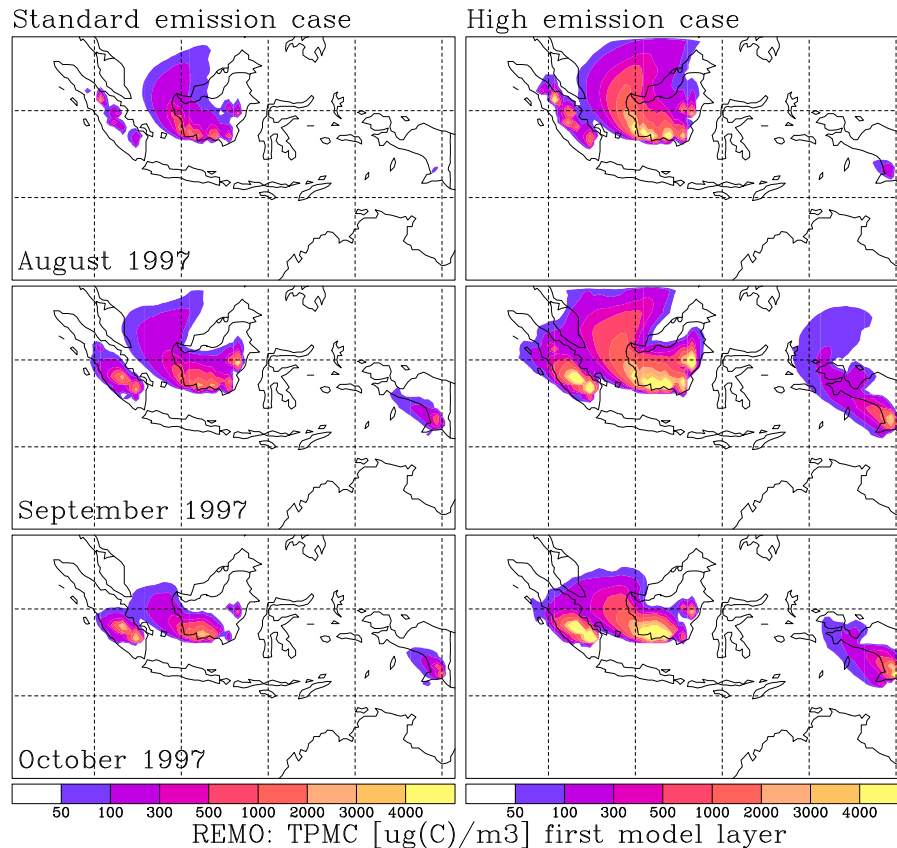 Standard emission case
High emission case
August 1997
September 1997
October 1997
50 100 300 500 1000 2000 3000 4000
50 100 300 500 1000 2000 3000 4000
REMO: TPMC [ug(C)/m3] first model layer